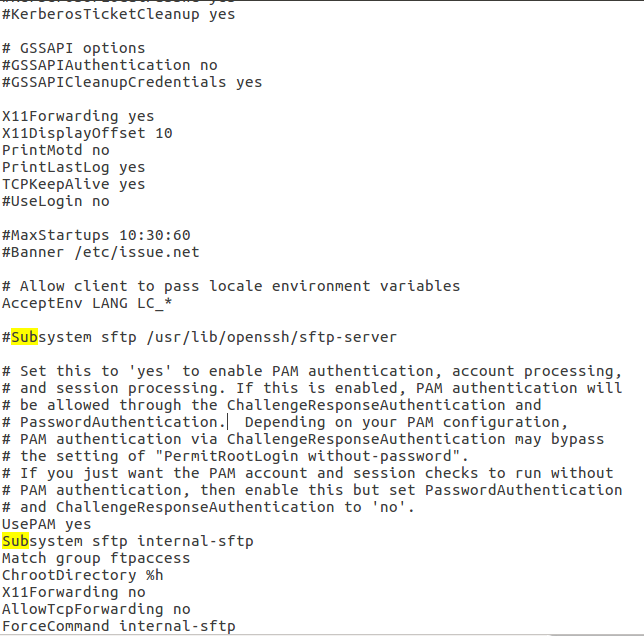 #KerberosTicketCleanup yes
# GSSAPI options
#GSSAPIAuthentication no
#GSSAPICleanupCredentials yes
X11Forwarding yes
X11DisplayOffset 10
PrintMotd no
PrintLastLog yes
TCPKeepAlive yes
#UseLogin no
#MaxStartups 10:30:60
#Banner /etc/issue.net
# Allow client to pass locale environment variables
AcceptEnv LANG LC_*
#Subsystem sftp /usr/lib/openssh/sftp-server
# Set this to 'yes' to enable PAM authentication, account processing,
# and session processing. If this is enabled, PAM authentication will
# be allowed through the ChallengeResponseAuthentication and
# PasswordAuthentication.  Depending on your PAM configuration,
# PAM authentication via ChallengeResponseAuthentication may bypass
# the setting of "PermitRootLogin without-password".
# If you just want the PAM account and session checks to run without
# PAM authentication, then enable this but set PasswordAuthentication
# and ChallengeResponseAuthentication to 'no'.
UsePAM yes
Subsystem sftp internal-sftp
Match group ftpaccess
ChrootDirectory %h
X11Forwarding no
AllowTcpForwarding no
ForceCommand internal-sftp